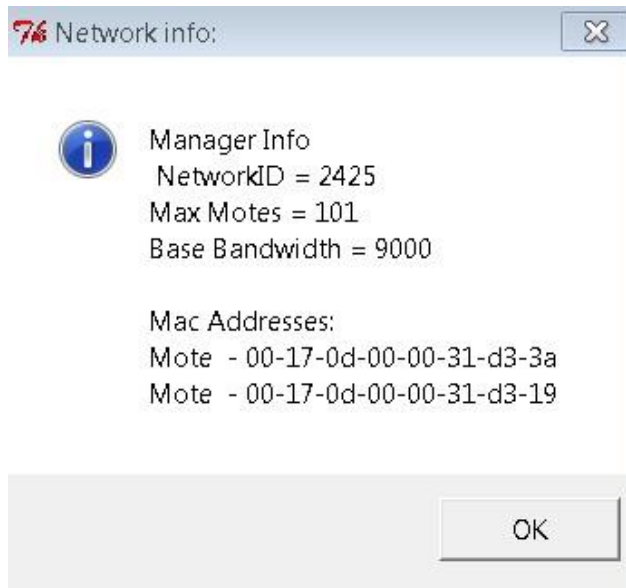 Network info:
Manager Info
NetworkID = 2425
Max Motes = 101
Base Bandwidth = 9000
Mac Addresses:
Mote  - 00-17-0d-00-00-31-d3-3a
Mote  - 00-17-0d-00-00-31-d3-19
OK